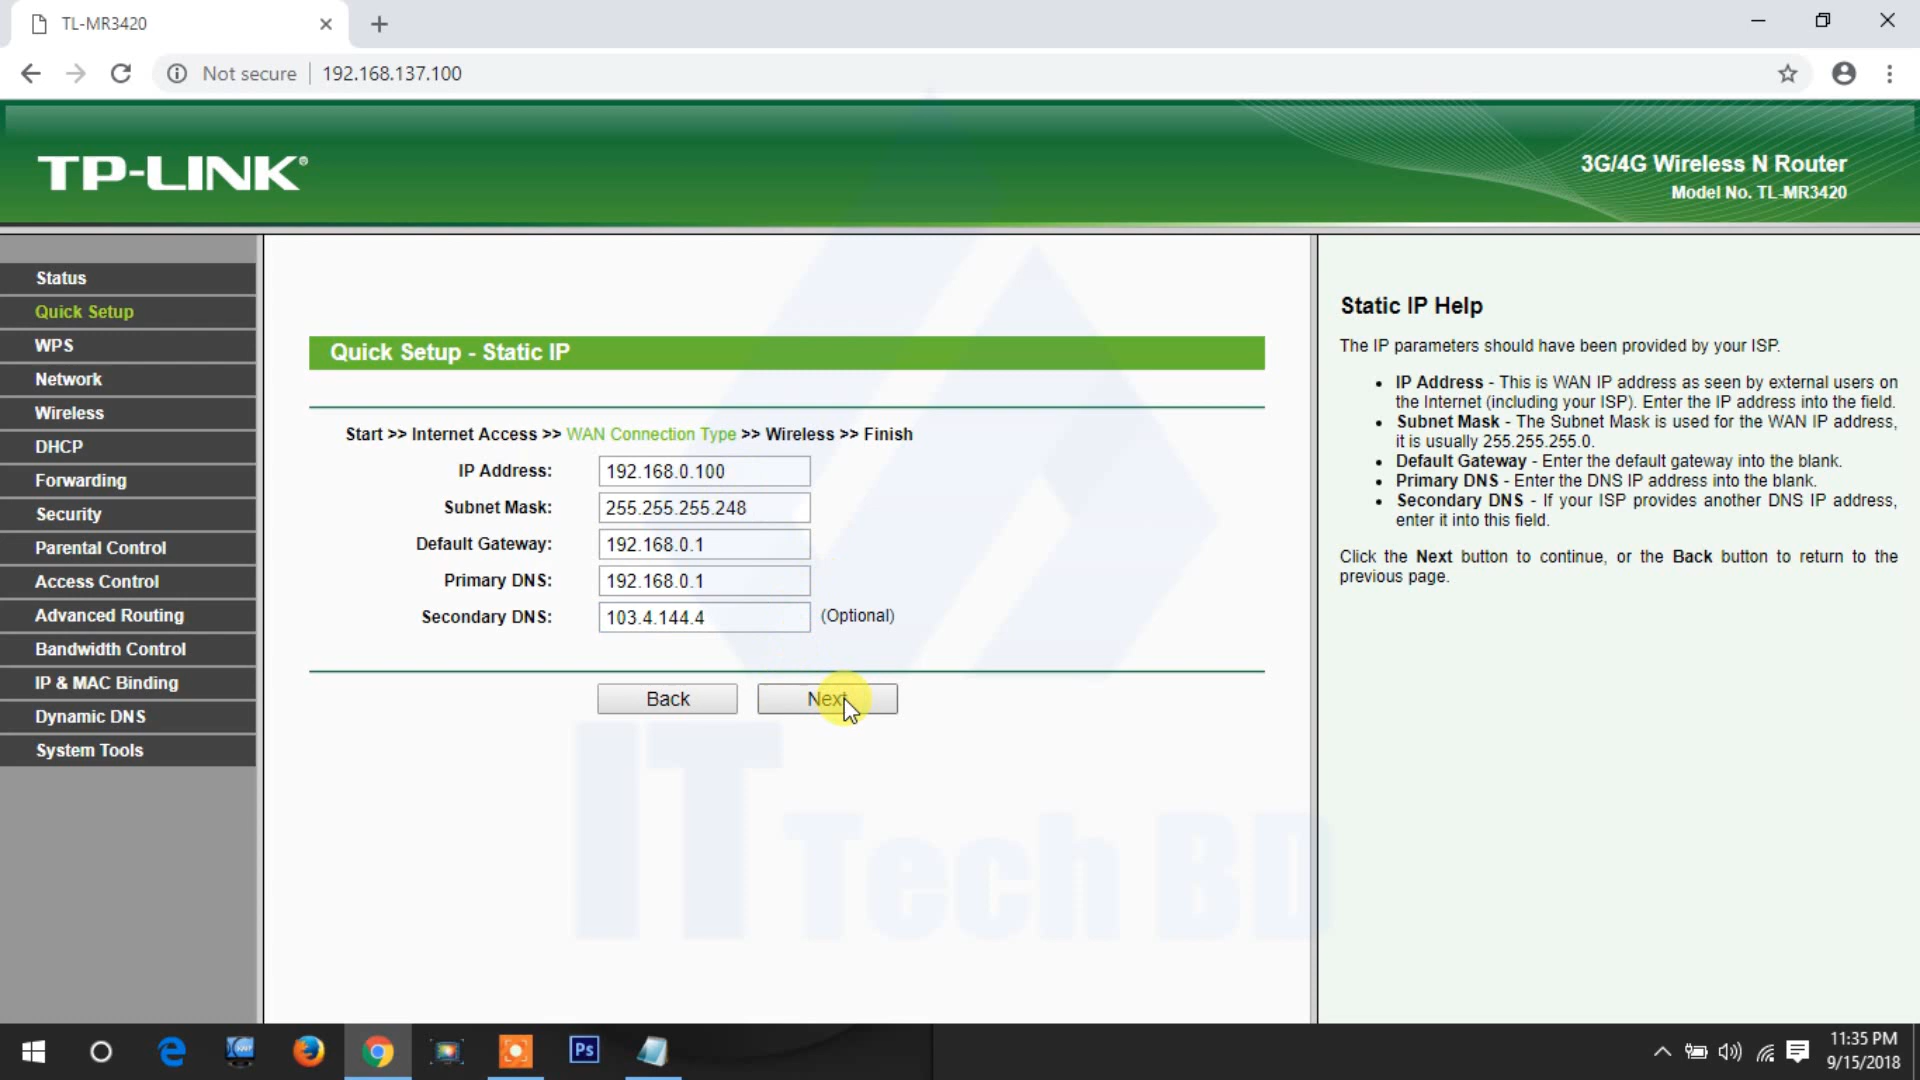 TL-MR3420
Not secure 192.168.137.100
TP-LINK®
3G/4G Wireless N Router
Model No. TL-MR3420
Status
Quick Setup
WPS
Network
Wireless
DHCP
Forwarding
Security
Parental Control
Access Control
Advanced Routing
Bandwidth Control
IP & MAC Binding
Dynamic DNS
System Tools
Quick Setup - Static IP
Start >> Internet Access >> WAN Connection Type >> Wireless >> Finish
IP Address: 192.168.0.100
Subnet Mask: 255.255.255.248
Default Gateway: 192.168.0.1
Primary DNS: 192.168.0.1
Secondary DNS: 103.4.144.4 (Optional)
Back Next
IT Tech BD
Static IP Help
The IP parameters should have been provided by your ISP.
• IP Address - This is WAN IP address as seen by external users on
the Internet (including your ISP). Enter the IP address into the field.
• Subnet Mask - The Subnet Mask is used for the WAN IP address,
it is usually 255.255.255.0.
• Default Gateway - Enter the default gateway into the blank.
• Primary DNS - Enter the DNS IP address into the blank.
• Secondary DNS - If your ISP provides another DNS IP address,
enter it into this field.
Click the Next button to continue, or the Back button to return to the
previous page.
Ps
11:35 PM
9/15/2018